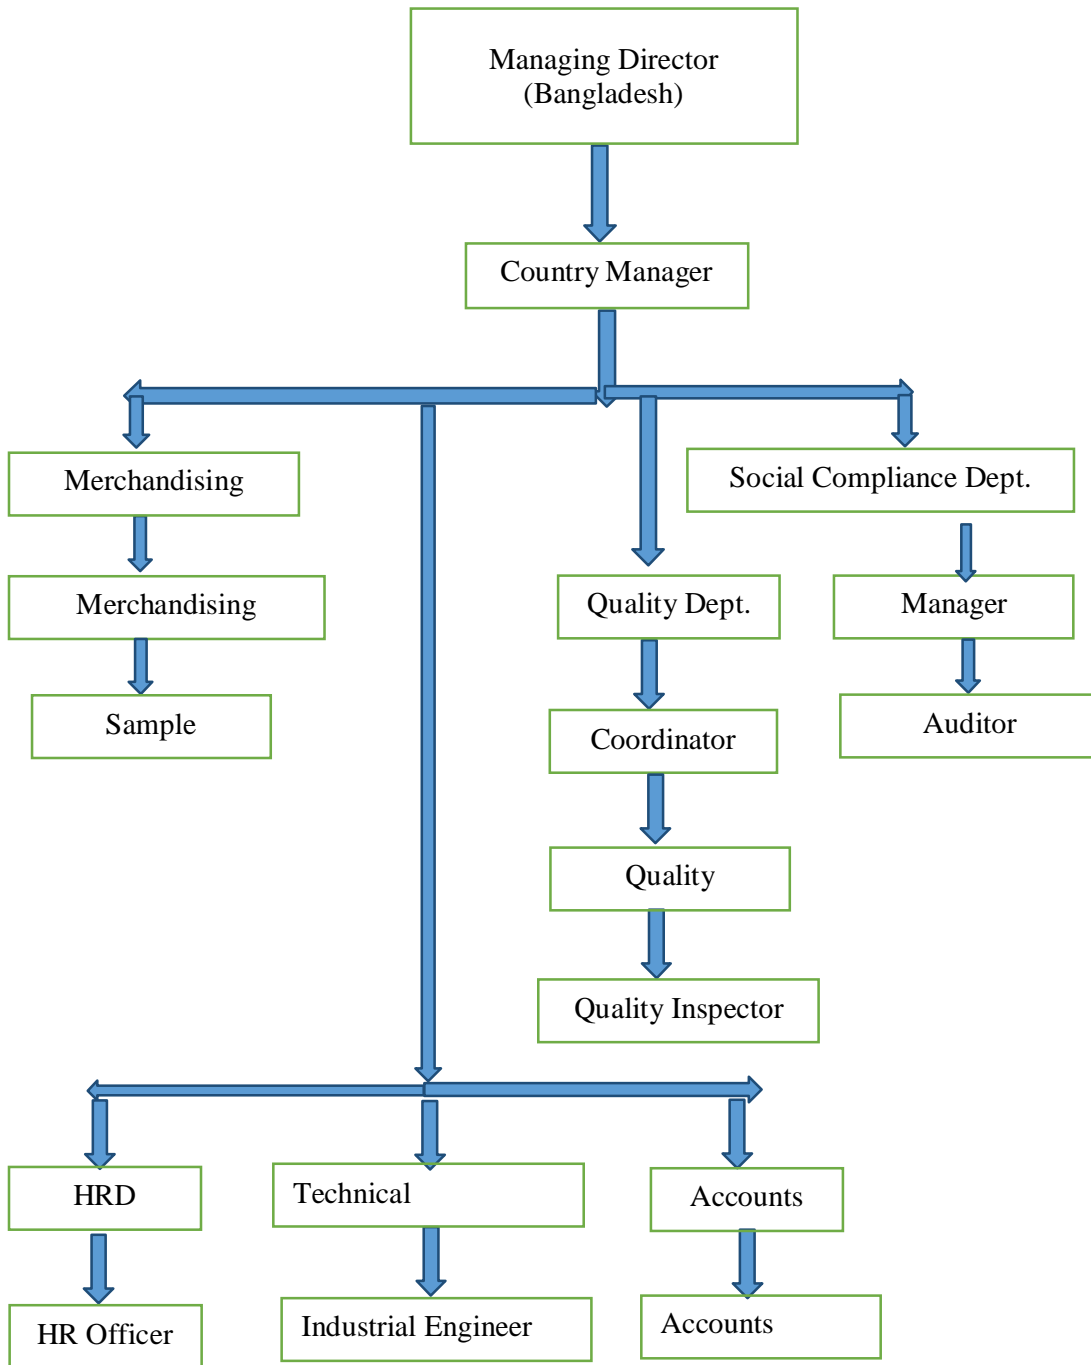 Managing Director
(Bangladesh)
Country Manager
Merchandising
Social Compliance Dept.
Merchandising
Quality Dept.
Manager
Sample
Coordinator
Auditor
Quality
Quality Inspector
HRD
Technical
Accounts
HR Officer
Industrial Engineer
Accounts